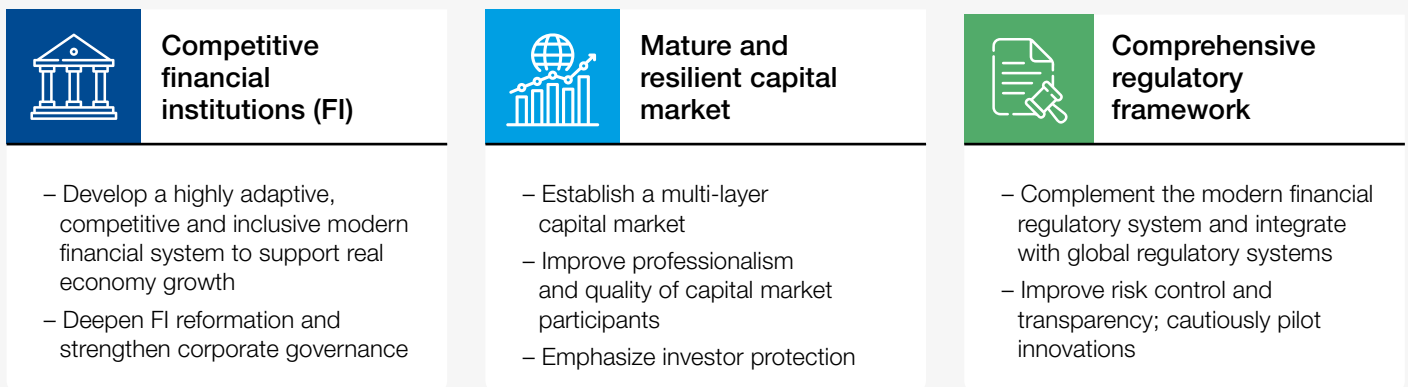 Competitive
financial
institutions (FI)
– Develop a highly adaptive,
competitive and inclusive modern
financial system to support real
economy growth
– Deepen FI reformation and
strengthen corporate governance
Mature and
resilient capital
market
– Establish a multi-layer
capital market
– Improve professionalism
and quality of capital market
participants
– Emphasize investor protection
Comprehensive
regulatory
framework
– Complement the modern financial
regulatory system and integrate
with global regulatory systems
– Improve risk control and
transparency; cautiously pilot
innovations